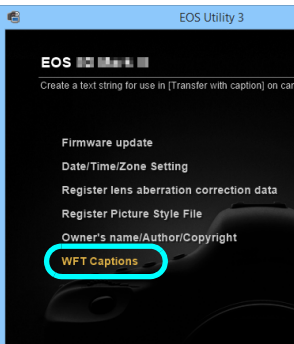 EOS Utility 3
EOS
Create a text string for use in [Transfer with caption] on
Firmware update
Date/Time/Zone Setting
Register lens aberration correction data
Register Picture Style File
Owner's name/Author/Copyright
WFT Captions